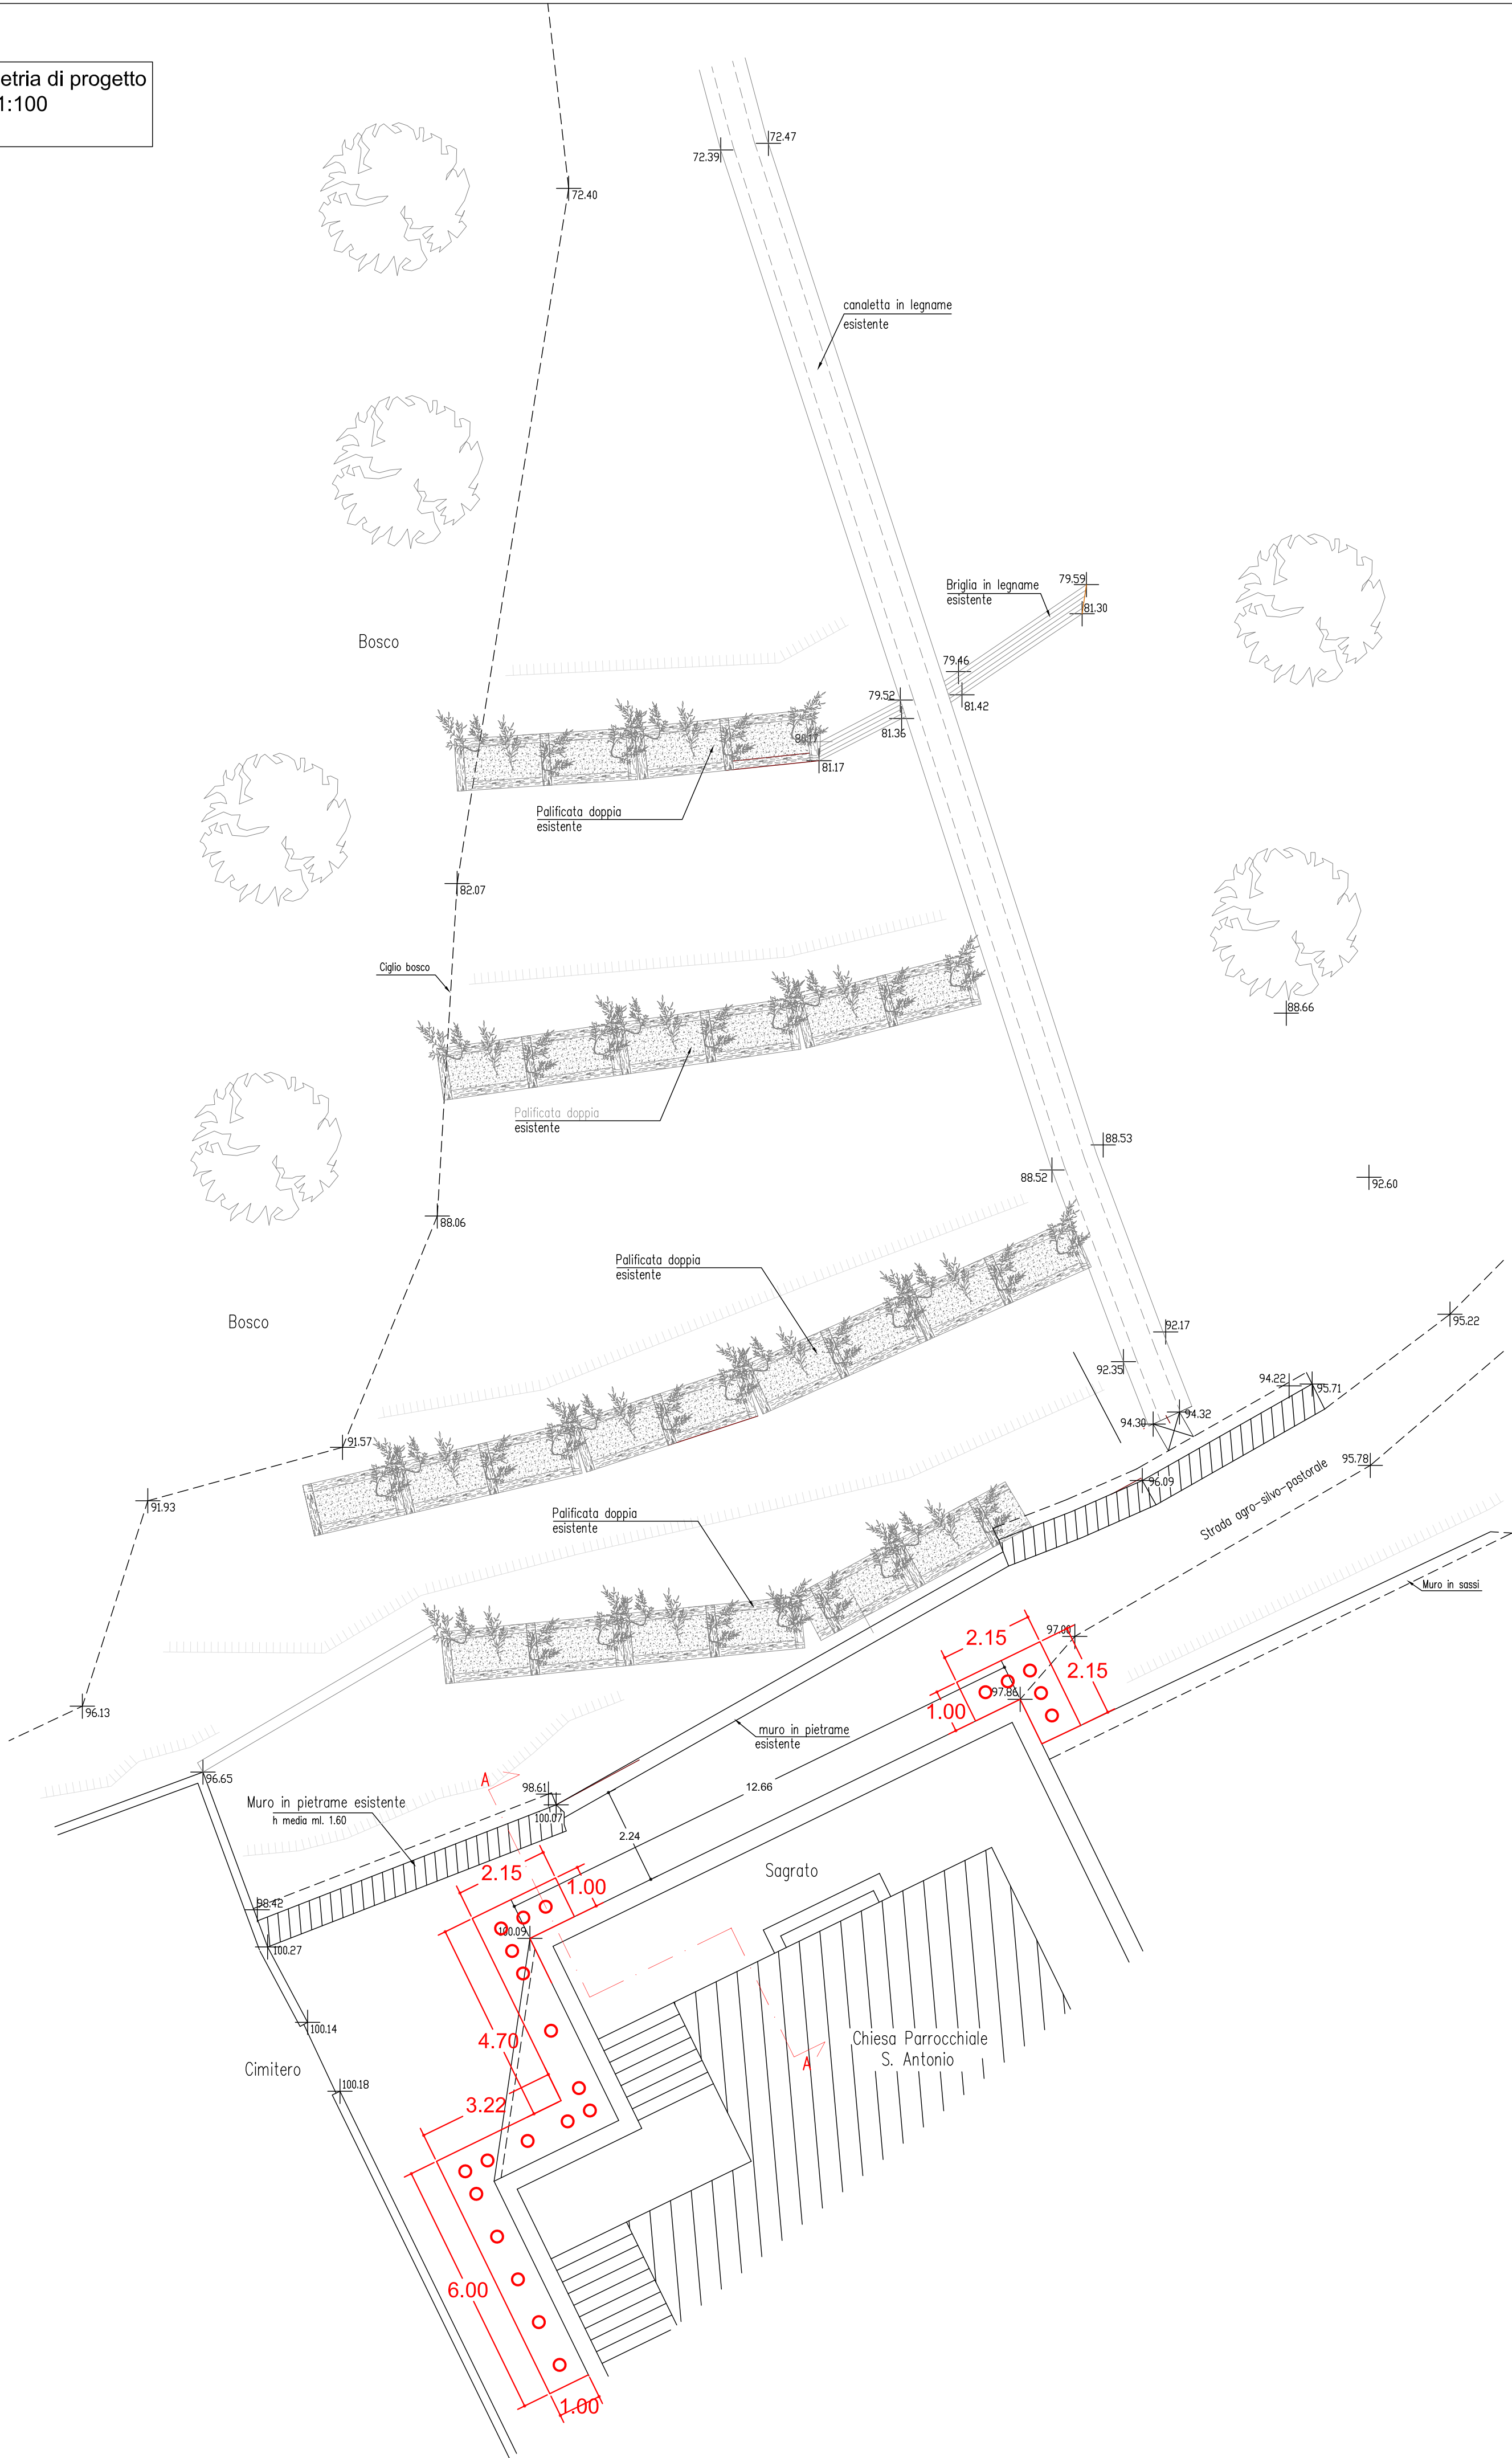 etria di progetto
1:100
72.47
72.39
72.40
canaletta in legname
esistente
79.59
Briglia in legname
esistente
81.30
Bosco
79.46
79.52
81.42
81.36
81.17
Palificata doppia
esistente
82.07
Ciglio bosco
88.66
Palificata doppia
esistente
88.53
88.52
92.60
88.06
Palificata doppia
esistente
Bosco
95.22
92.17
92.35
94.22
95.71
94.32
94.30
91.57
95.78
96.09
91.93
Strada agro-silvo-pastorale
Palificata doppia
esistente
Muro in sassi
97.00
2.15
2.15
97.86
1.00
96.13
muro in pietrame
esistente
96.65
A
98.61
12.66
Muro in pietrame esistente
h media ml. 1.60
100.07
2.24
Sagrato
2.15
1.00
98.42
100.09
100.27
100.14
4.70
Chiesa Parrocchiale
S. Antonio
A
Cimitero
100.18
3.22
6.00
1.00